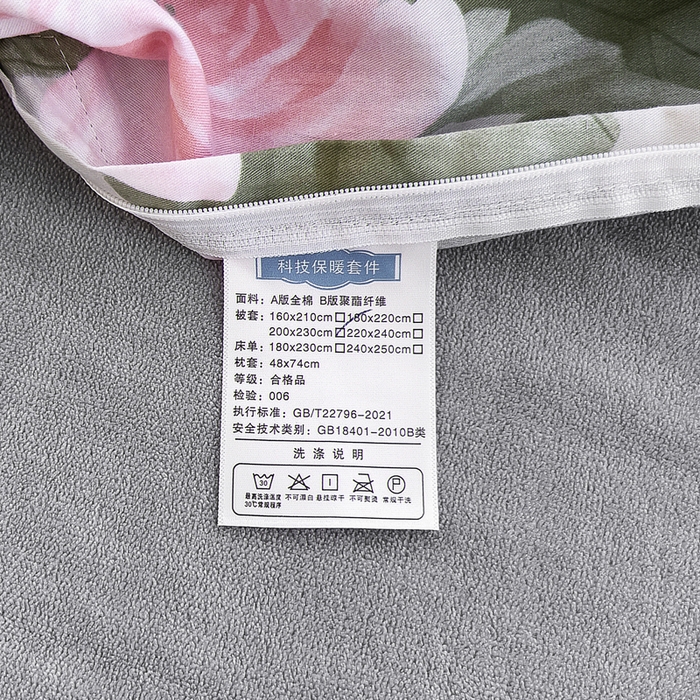 科技保暖套件
面料：A版全棉 B版聚酯纤维
被套：160x210cm□180x220cm□
200x230cm☑220x240cm□
床单：180x230cm□240x250cm□
枕套：48x74cm
等级：合格品
检验：006
执行标准：GB/T22796-2021
安全技术类别：GB18401-2010B类
洗涤说明
30 P
最高洗涤温度 不可漂白 悬挂晾干 不可熨烫 常规干洗
30℃常规程序